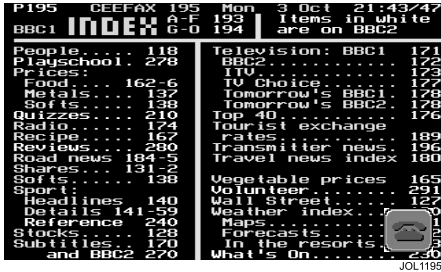 P195 CEEFAX 195 Mon 3 Oct 21:43/47
BBC1 INDEX A-F 193 G-O 194 Items in white are on BBC2
People..... 118
Playschool. 278
Prices:
Food.... 162-6
Metals.... 137
Softs..... 138
Quizzes.... 210
Radio...... 174
Recipe..... 167
Reviews.... 280
Road news 184-5
Shares... 131-2
Softs...... 138
Sport:
Headlines 140
Details 141-59
Reference 240
Stocks..... 128
Subtitles.. 170
and BBC2 270
Television: BBC1 171
BBC2............ 172
ITV............. 173
TV Choice....... 177
Tomorrow's BBC1. 178
Tomorrow's BBC2. 178
Top 40............ 176
Tourist exchange
rates........... 189
Transmitter news. 196
Travel news index 180
Vegetable prices 165
Volunteer........ 291
Wall Street...... 127
Weather index....
Maps............
Forecasts.......
In the resorts.
What's On........
JOL1195